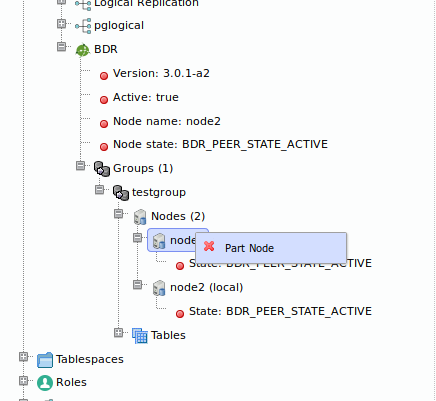 Logical Replication
pglogical
BDR
Version: 3.0.1-a2
Active: true
Node name: node2
Node state: BDR_PEER_STATE_ACTIVE
Groups (1)
testgroup
Nodes (2)
Part Node
State: BDR_PEER_STATE_ACTIVE
node2 (local)
State: BDR_PEER_STATE_ACTIVE
Tables
Tablespaces
Roles